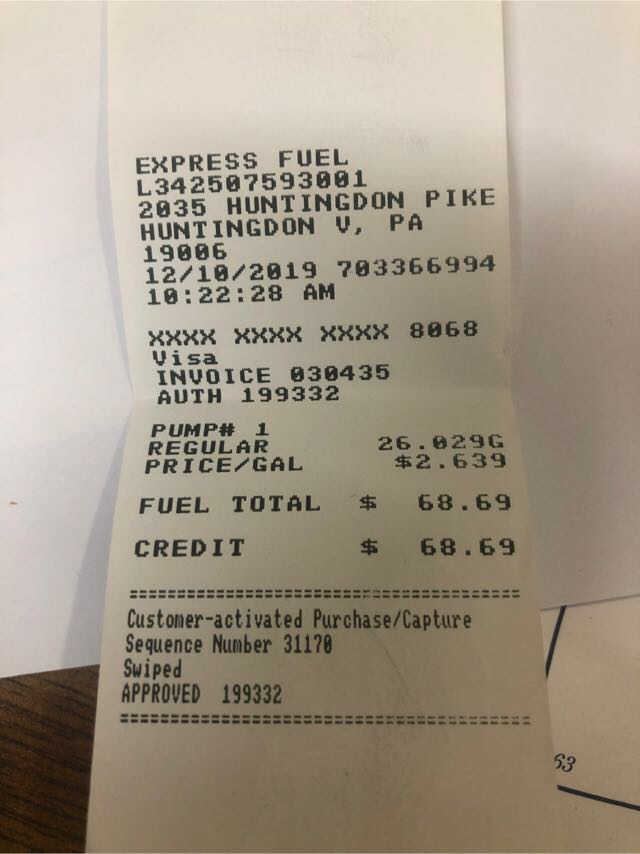 EXPRESS FUEL
L342507593001
2035 HUNTINGDON PIKE
HUNTINGDON V, PA
19006
12/10/2019 703366994
10:22:28 AM
XXXX XXXX XXXX 8068
Visa
INVOICE 030435
AUTH 199332
PUMP# 1
REGULAR 26.029G
PRICE/GAL $2.639
FUEL TOTAL $ 68.69
CREDIT $ 68.69
==========================================
Customer-activated Purchase/Capture
Sequence Number 31170
Swiped
APPROVED 199332
==========================================
63